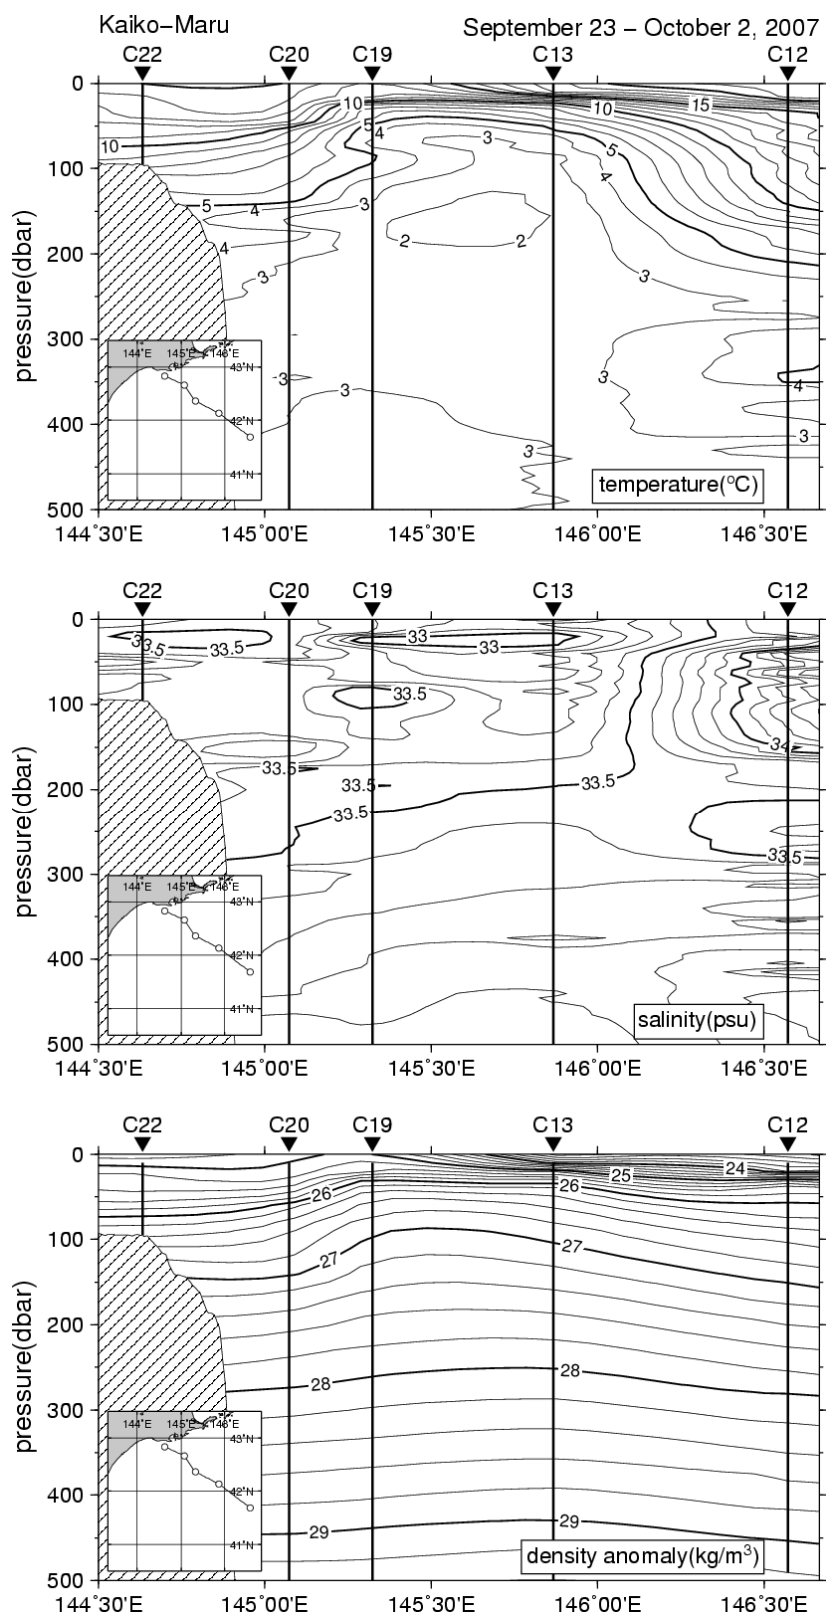 Kaiko−Maru
September 23 − October 2, 2007
C22 C20 C19 C13 C12
0
100
200
300
400
500
pressure(dbar)
10 10 15
5 4 3 5
4
5 4 3
4 2 2
3 3
3 3 3 4
3 3
144˚E 145˚E 146˚E
43˚N
42˚N
41˚N
temperature(°C)
144˚30'E 145˚00'E 145˚30'E 146˚00'E 146˚30'E
C22 C20 C19 C13 C12
0
100
200
300
400
500
pressure(dbar)
33.5 33.5 33 33
33.5
34
33.5 33.5 33.5
33.5
33.5
144˚E 145˚E 146˚E
43˚N
42˚N
41˚N
salinity(psu)
144˚30'E 145˚00'E 145˚30'E 146˚00'E 146˚30'E
C22 C20 C19 C13 C12
0
100
200
300
400
500
pressure(dbar)
25 24
26 26
27 27
28 28
29 29
144˚E 145˚E 146˚E
43˚N
42˚N
41˚N
density anomaly(kg/m³)
144˚30'E 145˚00'E 145˚30'E 146˚00'E 146˚30'E